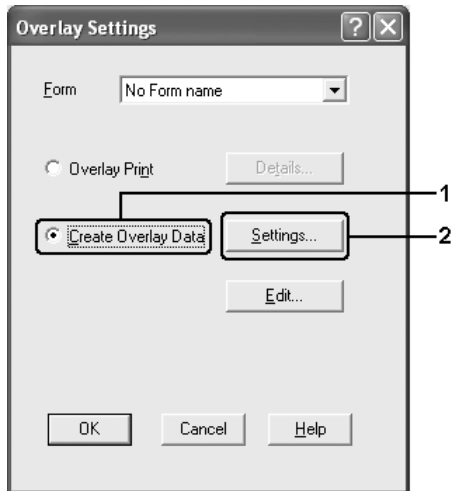 Overlay Settings
Form No Form name
Overlay Print Details...
1
Create Overlay Data Settings... 2
Edit...
OK Cancel Help